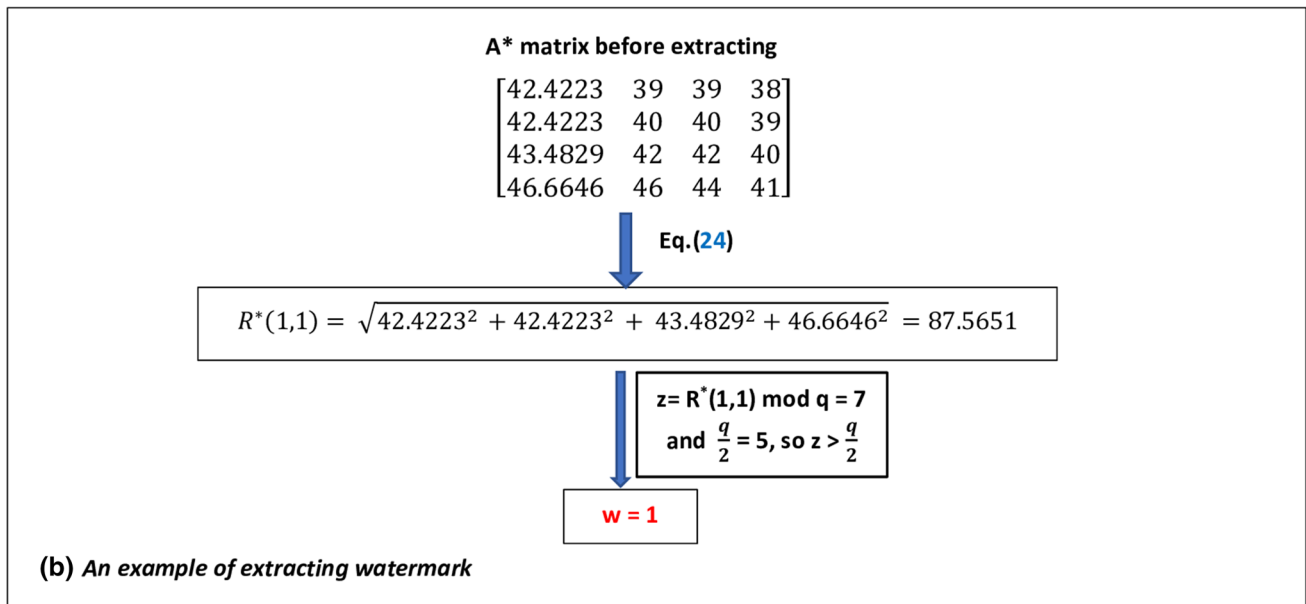 A* matrix before extracting
[42.4223 39 39 38]
[42.4223 40 40 39]
[43.4829 42 42 40]
[46.6646 46 44 41]
Eq.(24)
R*(1,1) = √42.4223² + 42.4223² + 43.4829² + 46.6646² = 87.5651
z= R*(1,1) mod q = 7
and q/2 = 5, so z > q/2
w = 1
(b) An example of extracting watermark